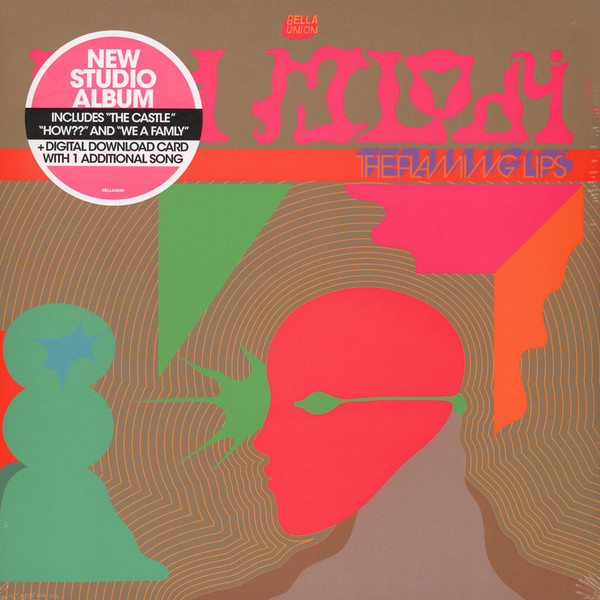 BELLA
UNION
MLOdy
THE FLAMING LIPS
NEW
STUDIO
ALBUM
INCLUDES "THE CASTLE"
"HOW??" AND "WE A FAMLY"
+DIGITAL DOWNLOAD CARD
WITH 1 ADDITIONAL SONG